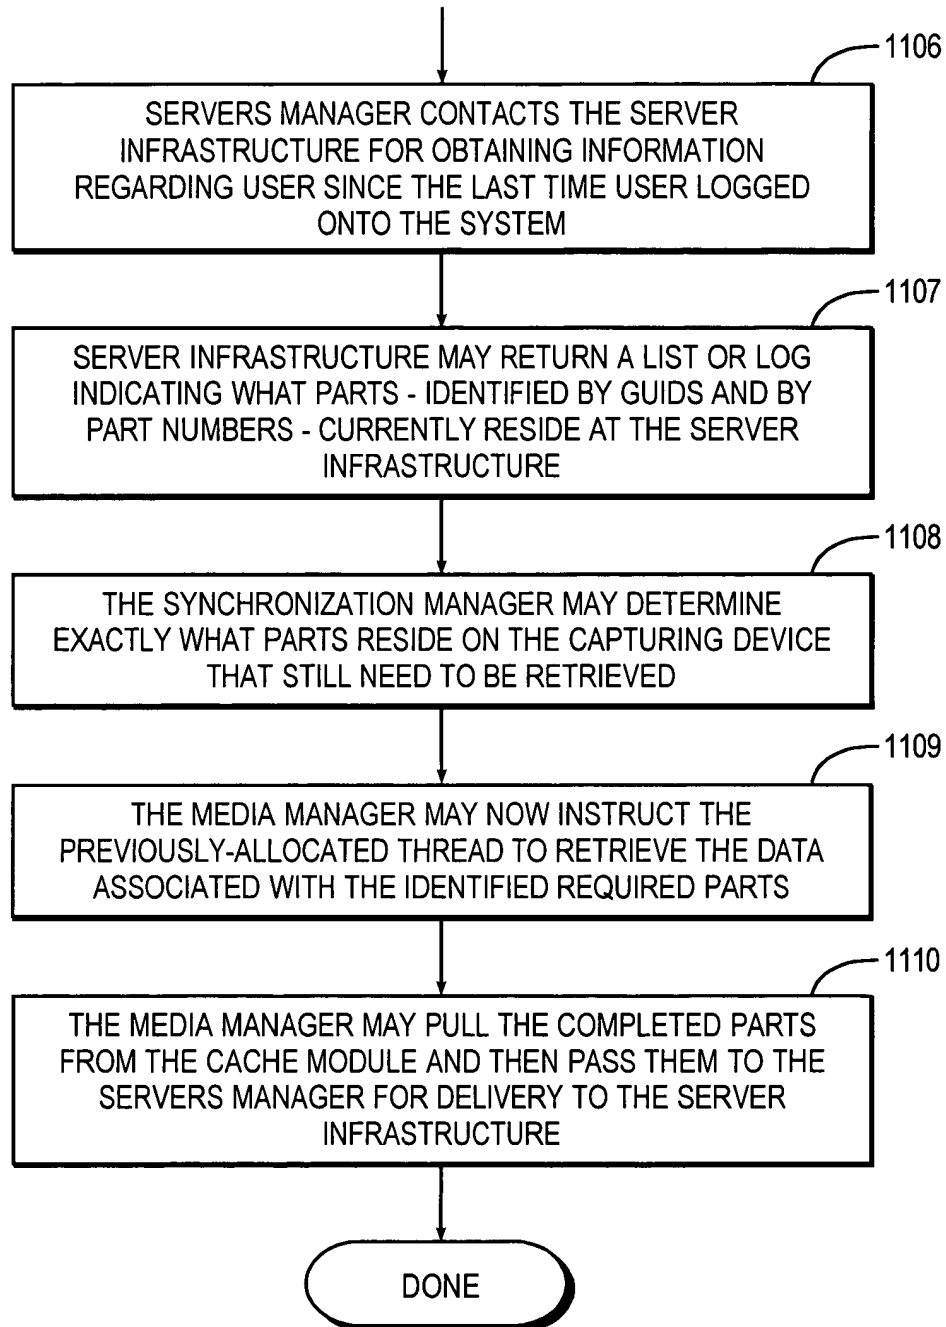 1106
SERVERS MANAGER CONTACTS THE SERVER
INFRASTRUCTURE FOR OBTAINING INFORMATION
REGARDING USER SINCE THE LAST TIME USER LOGGED
ONTO THE SYSTEM
1107
SERVER INFRASTRUCTURE MAY RETURN A LIST OR LOG
INDICATING WHAT PARTS - IDENTIFIED BY GUIDS AND BY
PART NUMBERS - CURRENTLY RESIDE AT THE SERVER
INFRASTRUCTURE
1108
THE SYNCHRONIZATION MANAGER MAY DETERMINE
EXACTLY WHAT PARTS RESIDE ON THE CAPTURING DEVICE
THAT STILL NEED TO BE RETRIEVED
1109
THE MEDIA MANAGER MAY NOW INSTRUCT THE
PREVIOUSLY-ALLOCATED THREAD TO RETRIEVE THE DATA
ASSOCIATED WITH THE IDENTIFIED REQUIRED PARTS
1110
THE MEDIA MANAGER MAY PULL THE COMPLETED PARTS
FROM THE CACHE MODULE AND THEN PASS THEM TO THE
SERVERS MANAGER FOR DELIVERY TO THE SERVER
INFRASTRUCTURE
DONE